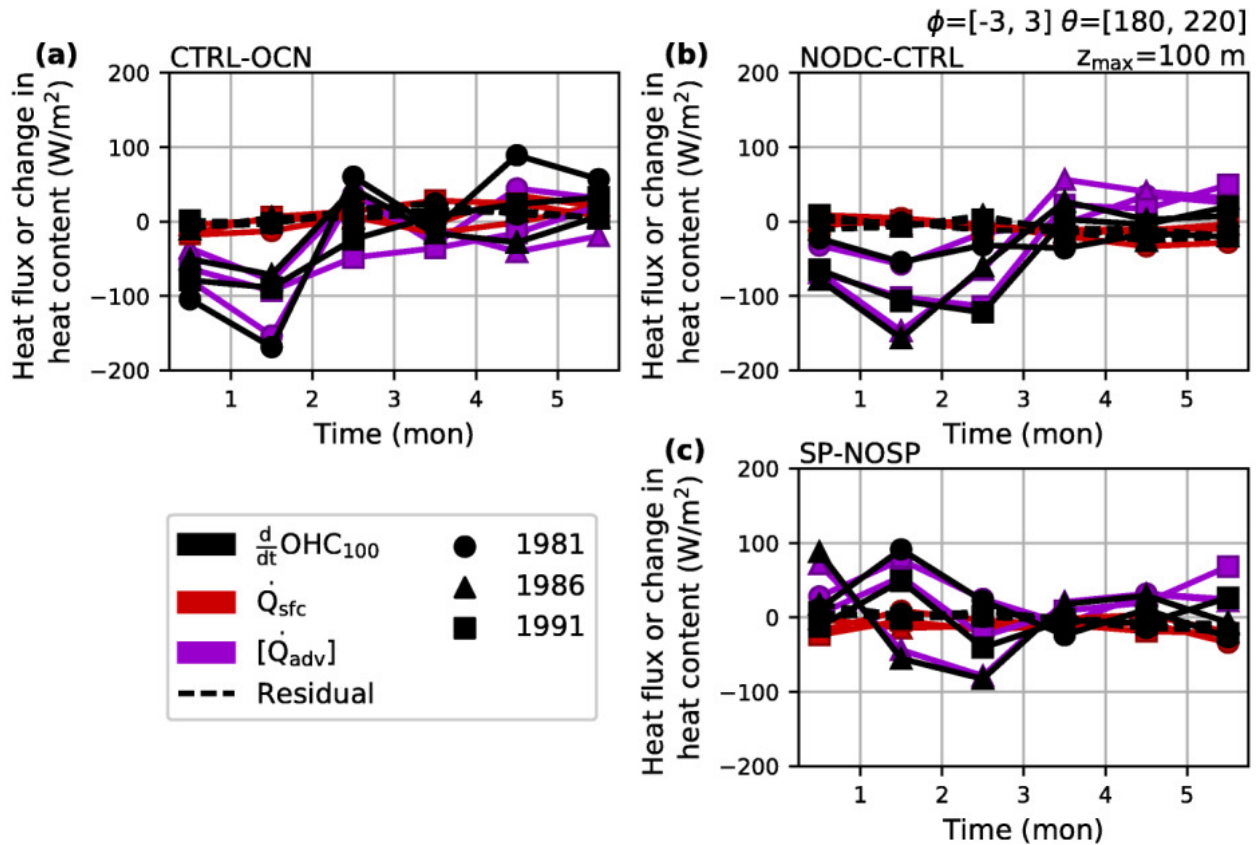 ϕ=[-3, 3] θ=[180, 220]
(a) CTRL-OCN
(b) NODC-CTRL z_max=100 m
Heat flux or change in
heat content (W/m²)
200
100
0
−100
−200
1 2 3 4 5
Time (mon)
Heat flux or change in
heat content (W/m²)
200
100
0
−100
−200
1 2 3 4 5
Time (mon)
(c) SP-NOSP
Heat flux or change in
heat content (W/m²)
200
100
0
−100
−200
1 2 3 4 5
Time (mon)
d/dt OHC₁₀₀
Q̇_sfc
[Q̇_adv]
Residual
1981
1986
1991